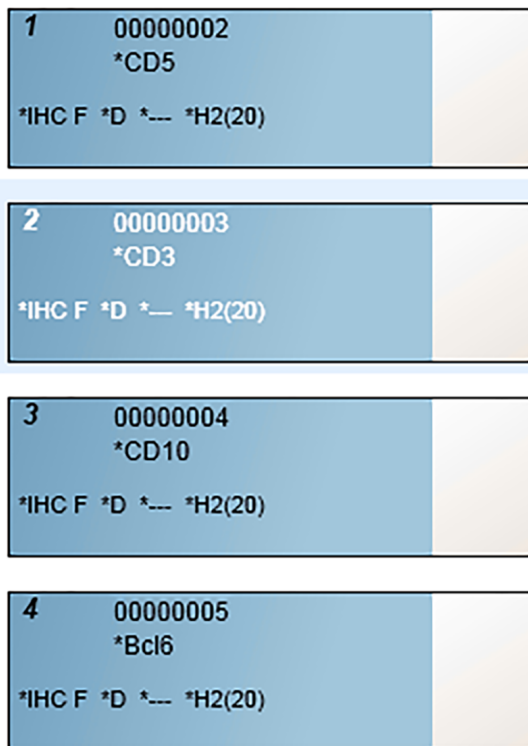 1 00000002
*CD5
*IHC F *D *--- *H2(20)
2 00000003
*CD3
*IHC F *D *--- *H2(20)
3 00000004
*CD10
*IHC F *D *--- *H2(20)
4 00000005
*Bcl6
*IHC F *D *--- *H2(20)